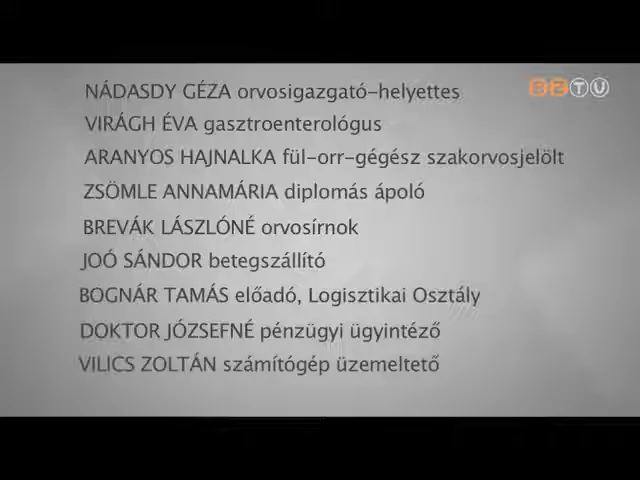 BBTV
NÁDASDY GÉZA orvosigazgató-helyettes
VIRÁGH ÉVA gasztroenterológus
ARANYOS HAJNALKA fül-orr-gégész szakorvosjelölt
ZSÖMLE ANNAMÁRIA diplomás ápoló
BREVÁK LÁSZLÓNÉ orvosírnok
JOÓ SÁNDOR betegszállító
BOGNÁR TAMÁS előadó, Logisztikai Osztály
DOKTOR JÓZSEFNÉ pénzügyi ügyintéző
VILICS ZOLTÁN számítógép üzemeltető